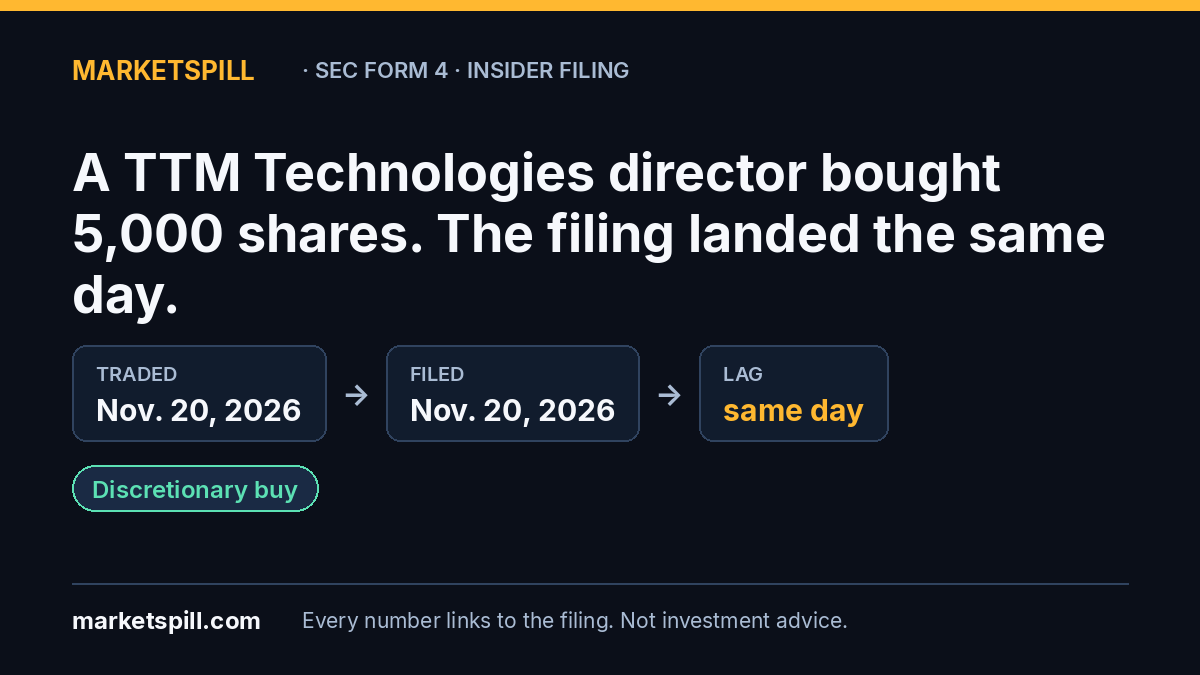 MARKETSPILL · SEC FORM 4 · INSIDER FILING
A TTM Technologies director bought
5,000 shares. The filing landed the same
day.
TRADED
Nov. 20, 2026
→
FILED
Nov. 20, 2026
→
LAG
same day
Discretionary buy
marketspill.com Every number links to the filing. Not investment advice.